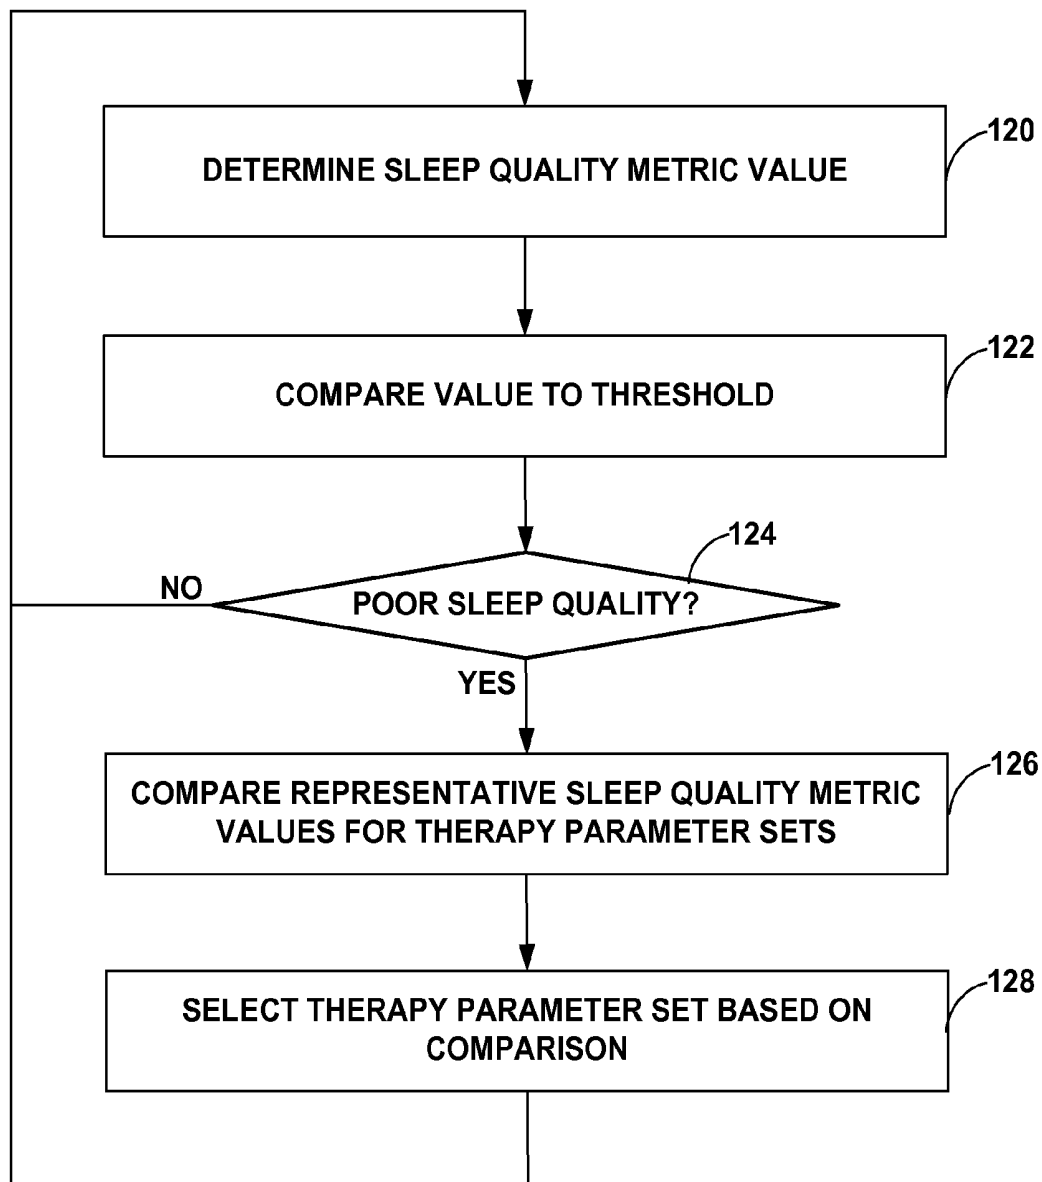 120
DETERMINE SLEEP QUALITY METRIC VALUE
122
COMPARE VALUE TO THRESHOLD
124
NO
POOR SLEEP QUALITY?
YES
126
COMPARE REPRESENTATIVE SLEEP QUALITY METRIC
VALUES FOR THERAPY PARAMETER SETS
128
SELECT THERAPY PARAMETER SET BASED ON
COMPARISON